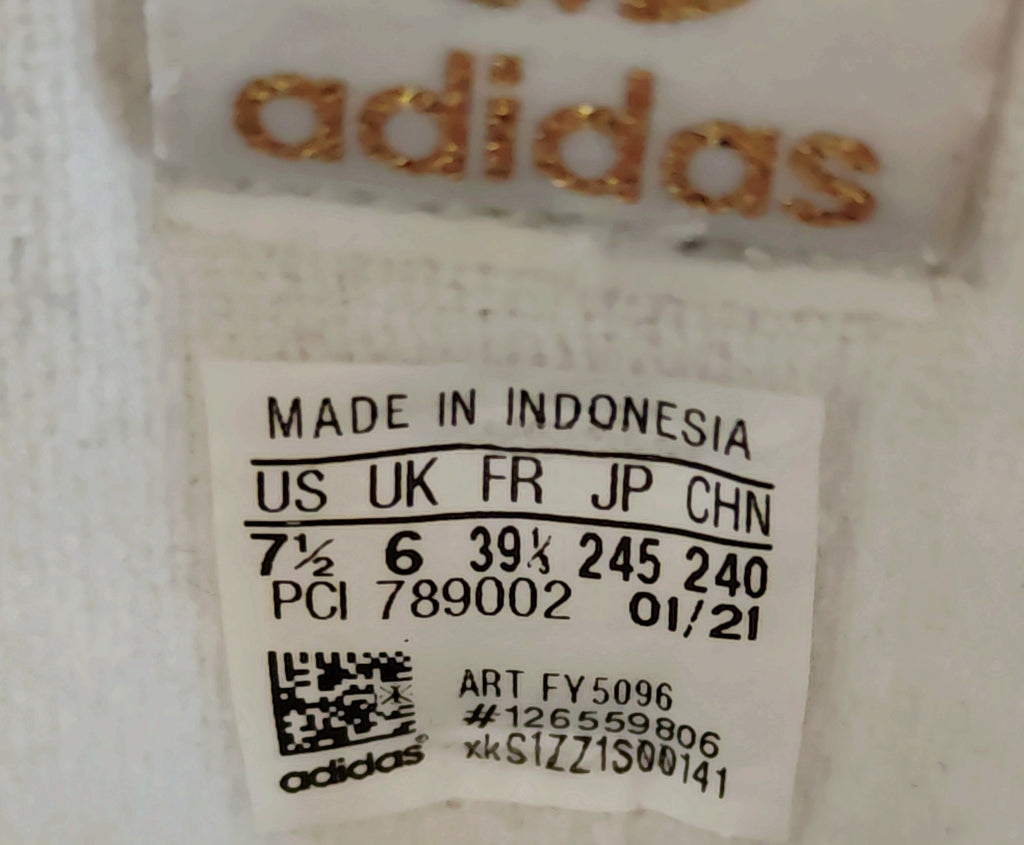 adidas
MADE IN INDONESIA
US UK FR JP CHN
7½ 6 39⅓ 245 240
PCI 789002 01/21
ART FY5096
#126559806
xkS1ZZ1S00141
adidas®